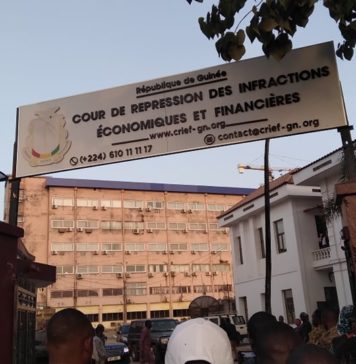 République de Guinée
COUR DE REPRESSION DES INFRACTIONS
ÉCONOMIQUES ET FINANCIÈRES
www.crief-gn.org
(+224) 610 11 11 17 contact@crief-gn.org